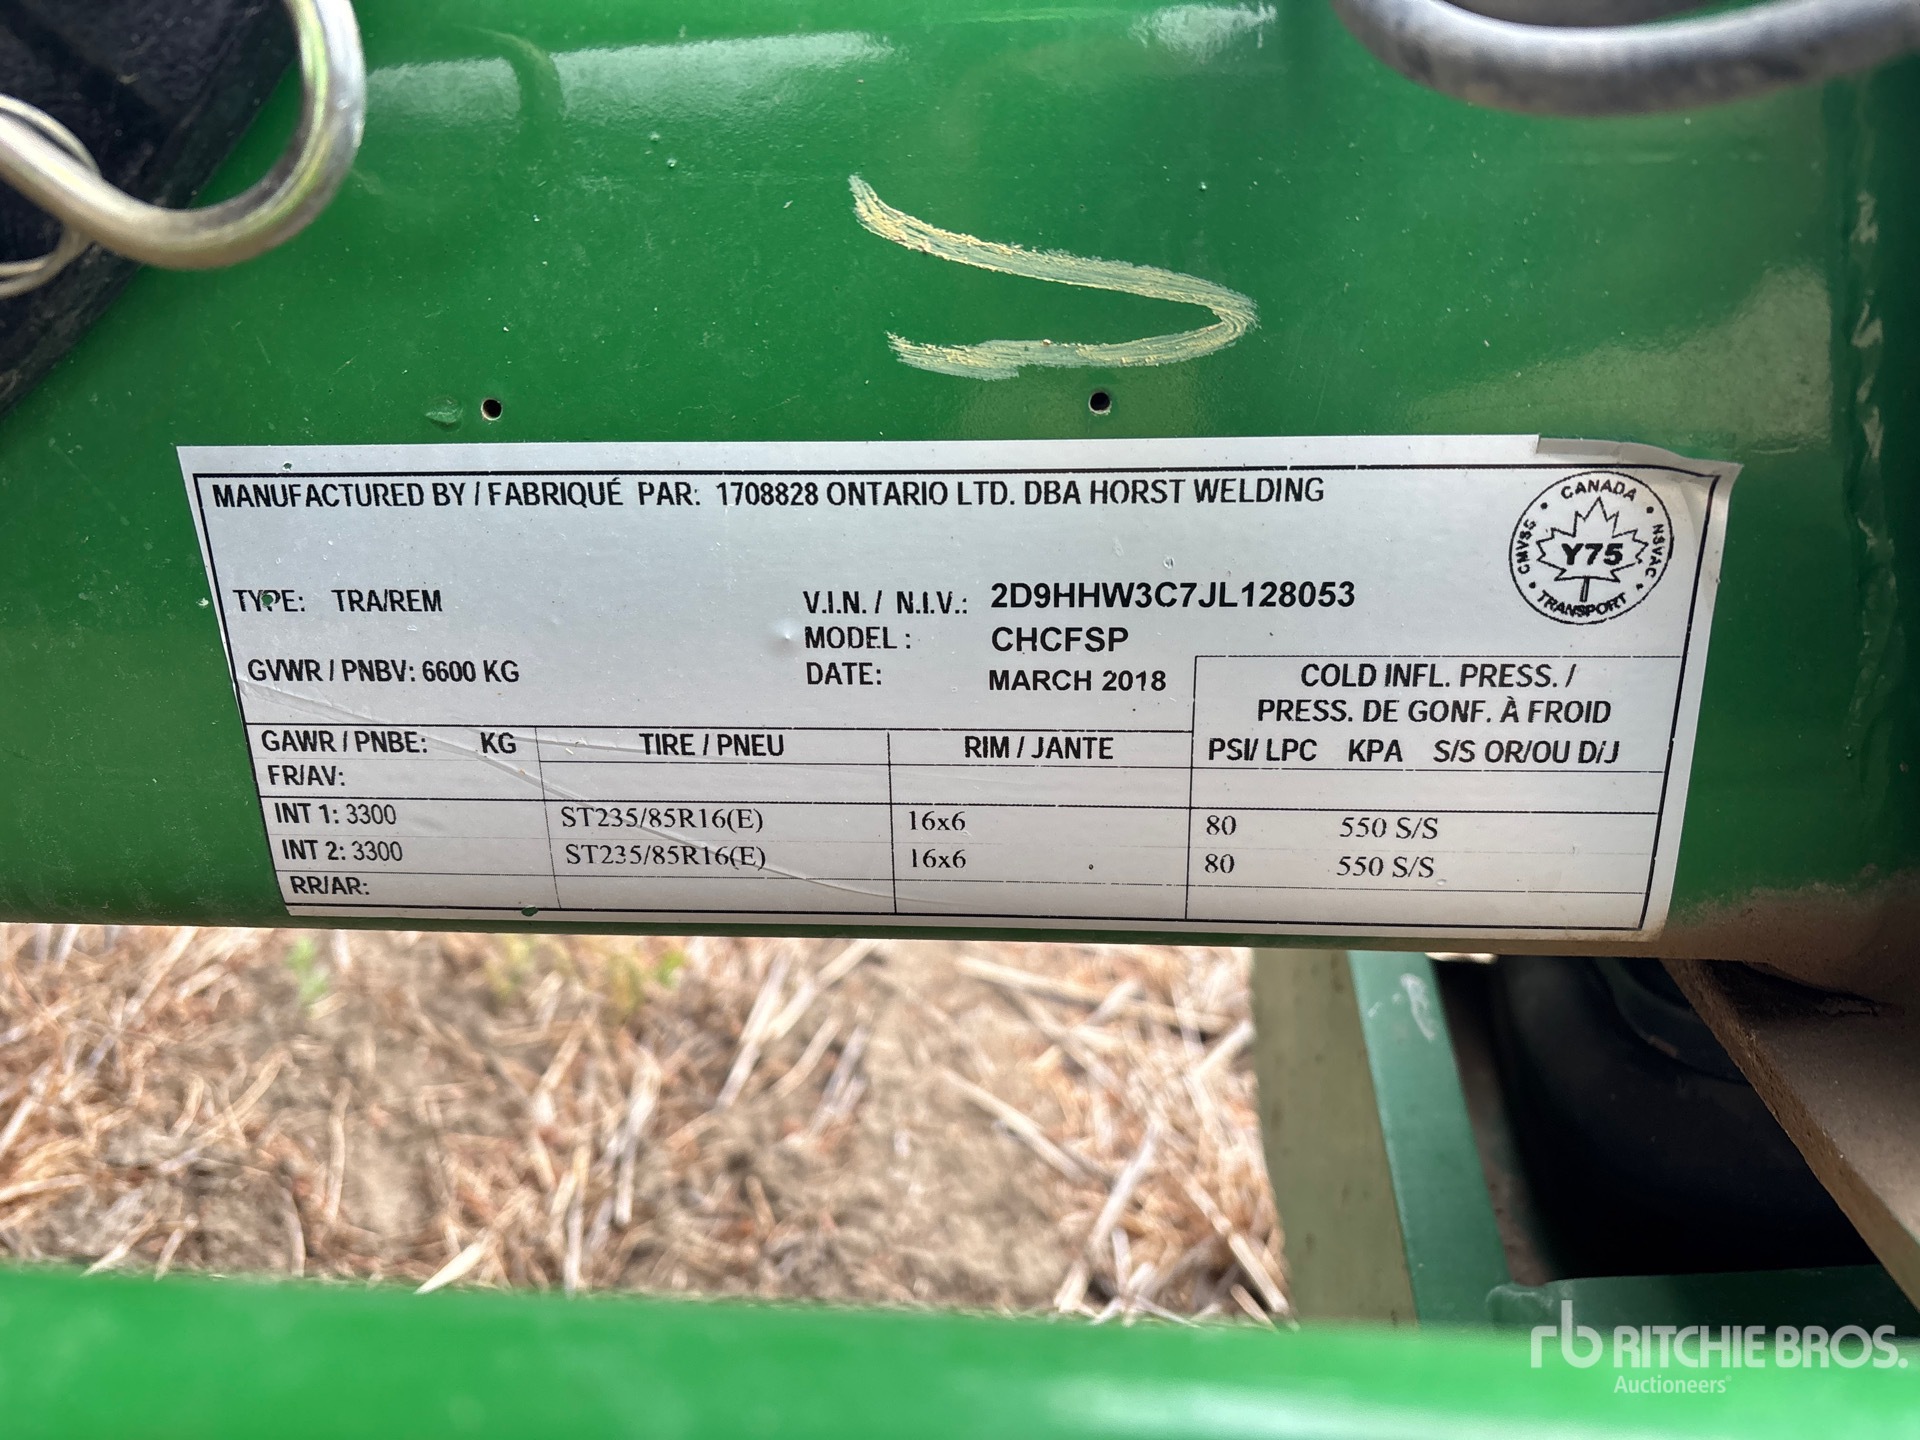 MANUFACTURED BY / FABRIQUÉ PAR: 1708828 ONTARIO LTD. DBA HORST WELDING
CANADA
CMVSS
NSVAC
Y75
TRANSPORT
TYPE: TRA/REM
V.I.N. / N.I.V.: 2D9HHW3C7JL128053
MODEL: CHCFSP
GVWR / PNBV: 6600 KG
DATE: MARCH 2018
COLD INFL. PRESS. /
PRESS. DE GONF. À FROID
GAWR / PNBE: KG TIRE / PNEU RIM / JANTE PSI/ LPC KPA S/S OR/OU D/J
FR/AV:
INT 1: 3300 ST235/85R16(E) 16x6 80 550 S/S
INT 2: 3300 ST235/85R16(E) 16x6 80 550 S/S
RR/AR:
rb RITCHIE BROS.
Auctioneers